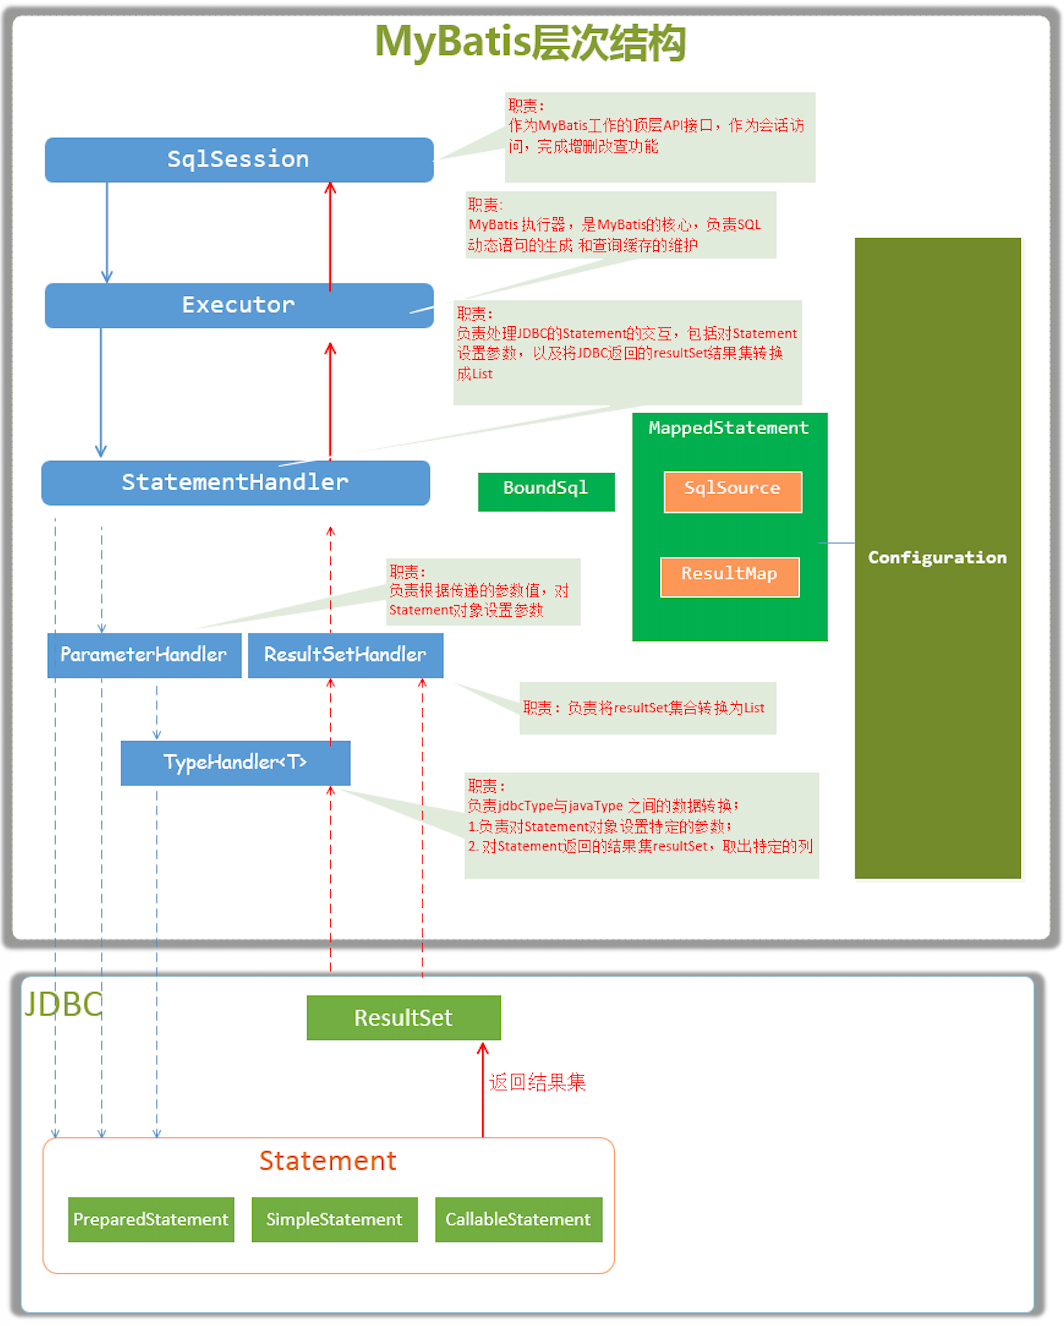 MyBatis层次结构
职责：
作为MyBatis工作的顶层API接口，作为会话访
问，完成增删改查功能
SqlSession
职责:
MyBatis 执行器，是MyBatis的核心，负责SQL
动态语句的生成 和查询缓存的维护
Executor
职责：
负责处理JDBC的Statement的交互，包括对Statement
设置参数，以及将JDBC返回的resultSet结果集转换
成List
MappedStatement
StatementHandler
BoundSql
SqlSource
Configuration
ResultMap
职责：
负责根据传递的参数值，对
Statement对象设置参数
ParameterHandler
ResultSetHandler
职责：负责将resultSet集合转换为List
TypeHandler<T>
职责：
负责jdbcType与javaType 之间的数据转换；
1.负责对Statement对象设置特定的参数；
2. 对Statement返回的结果集resultSet，取出特定的列
JDBC
ResultSet
返回结果集
Statement
PreparedStatement
SimpleStatement
CallableStatement